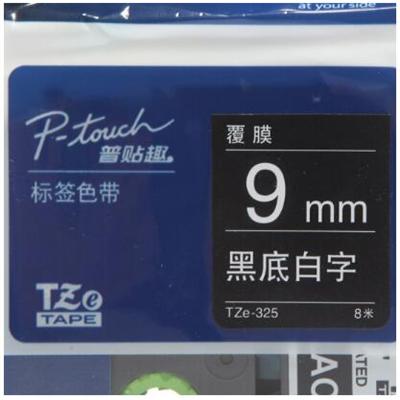 at your side
P-touch
普贴趣®
标签色带
覆膜
9 mm
黑底白字
TZe-325 8米
TZe
TAPE